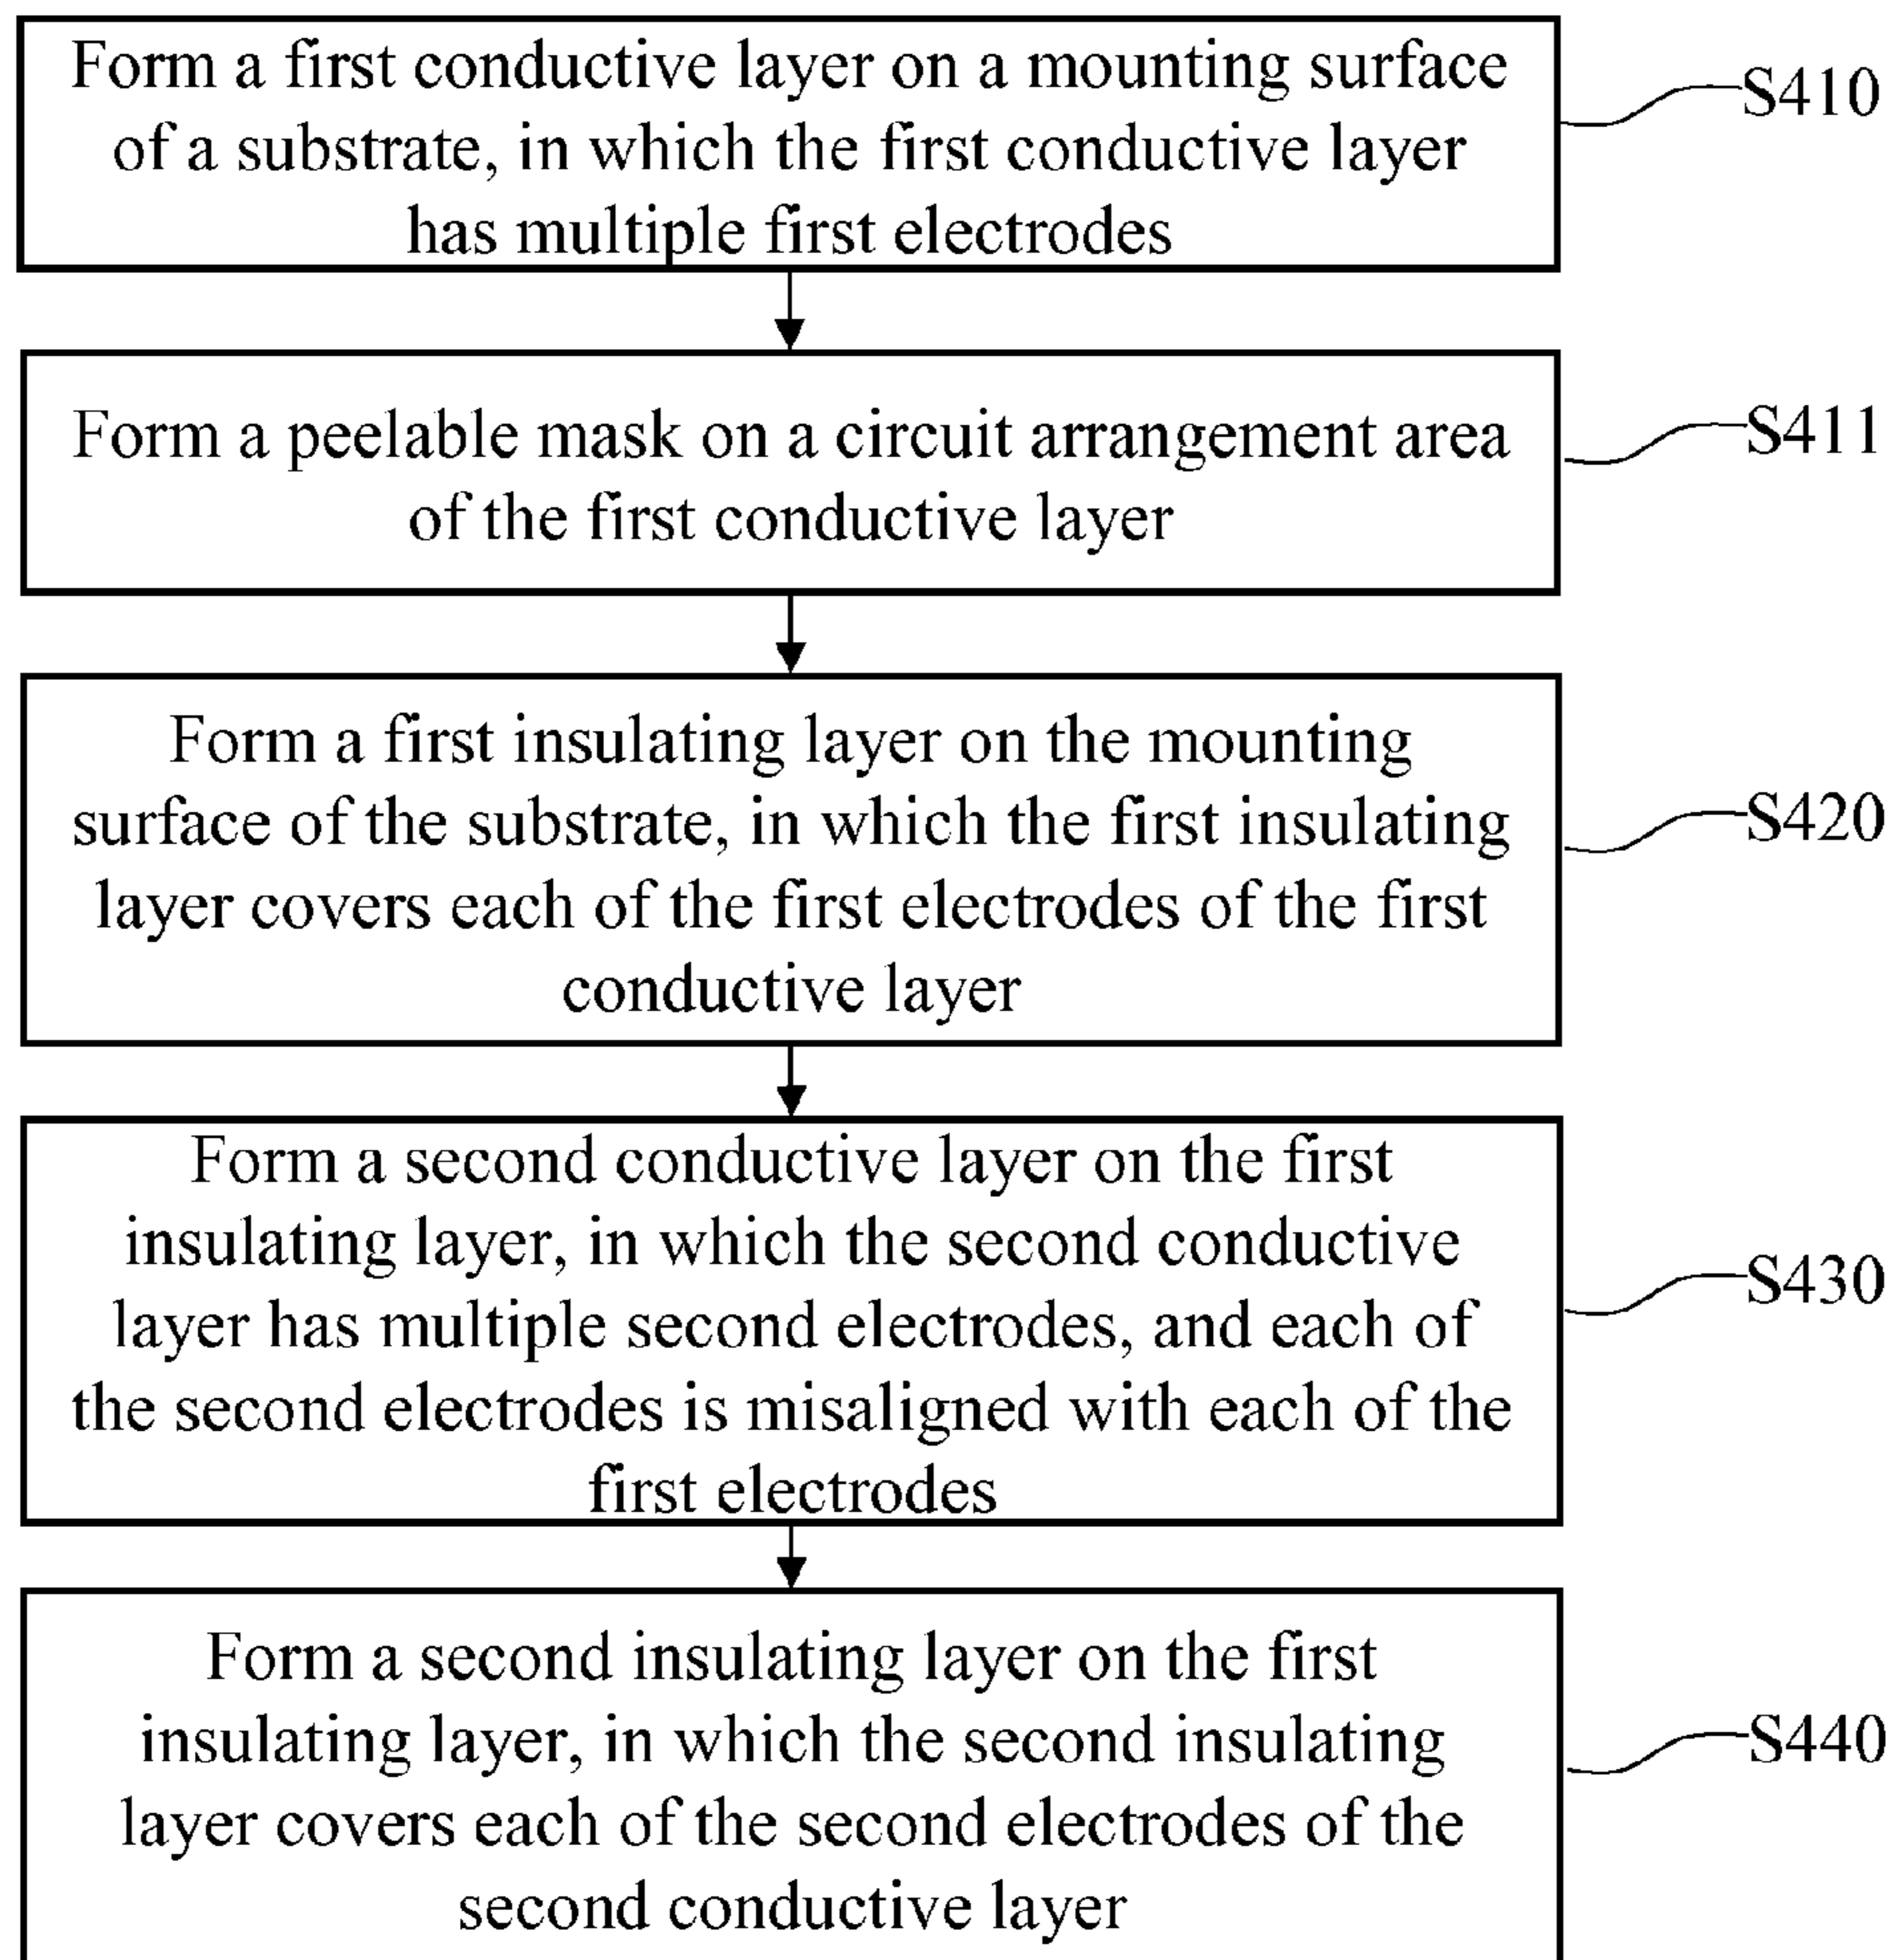 Form a first conductive layer on a mounting surface
of a substrate, in which the first conductive layer
has multiple first electrodes
S410
Form a peelable mask on a circuit arrangement area
of the first conductive layer
S411
Form a first insulating layer on the mounting
surface of the substrate, in which the first insulating
layer covers each of the first electrodes of the first
conductive layer
S420
Form a second conductive layer on the first
insulating layer, in which the second conductive
layer has multiple second electrodes, and each of
the second electrodes is misaligned with each of the
first electrodes
S430
Form a second insulating layer on the first
insulating layer, in which the second insulating
layer covers each of the second electrodes of the
second conductive layer
S440